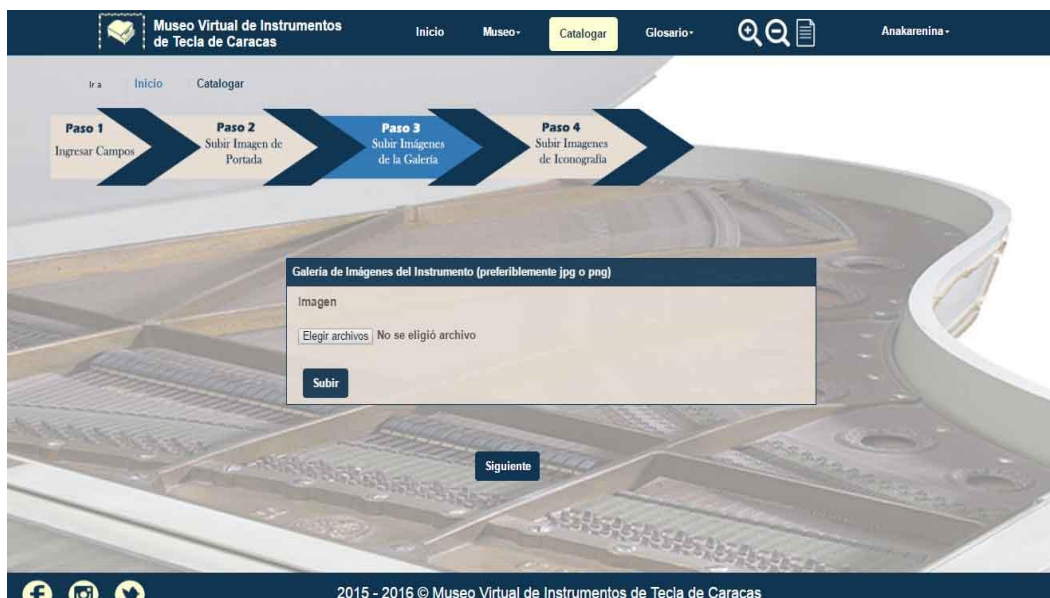 Museo Virtual de Instrumentos
de Tecla de Caracas
Inicio
Museo
Catalogar
Glosario
Anakarenina
Ir a
Inicio
Catalogar
Paso 1
Ingresar Campos
Paso 2
Subir Imagen de
Portada
Paso 3
Subir Imágenes
de la Galería
Paso 4
Subir Imagenes
de Iconografía
Galería de Imágenes del Instrumento (preferiblemente jpg o png)
Imagen
Elegir archivos No se eligió archivo
Subir
Siguiente
2015 - 2016 © Museo Virtual de Instrumentos de Tecla de Caracas